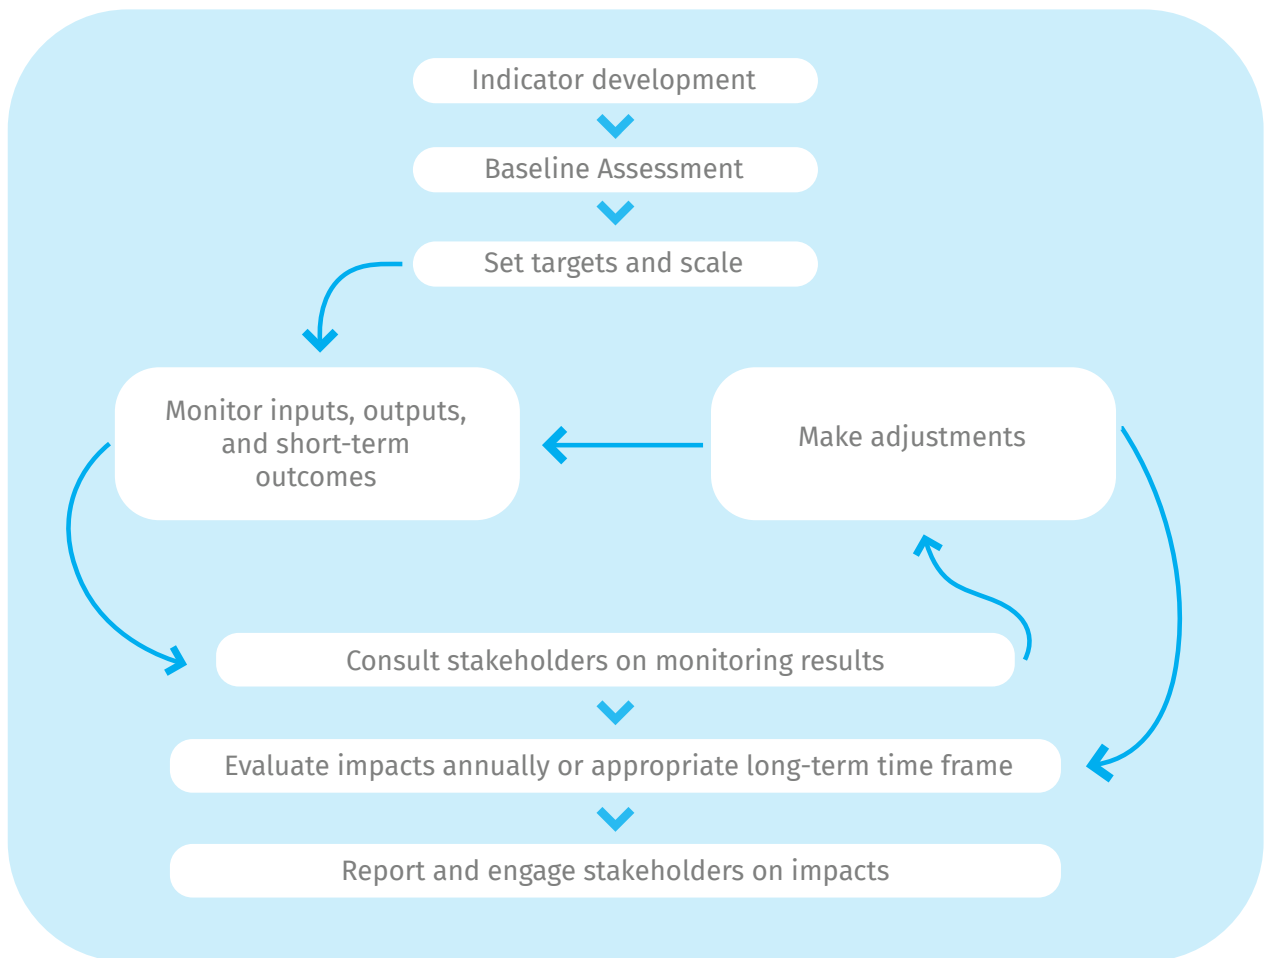 Indicator development
Baseline Assessment
Set targets and scale
Monitor inputs, outputs,
and short-term
outcomes
Make adjustments
Consult stakeholders on monitoring results
Evaluate impacts annually or appropriate long-term time frame
Report and engage stakeholders on impacts